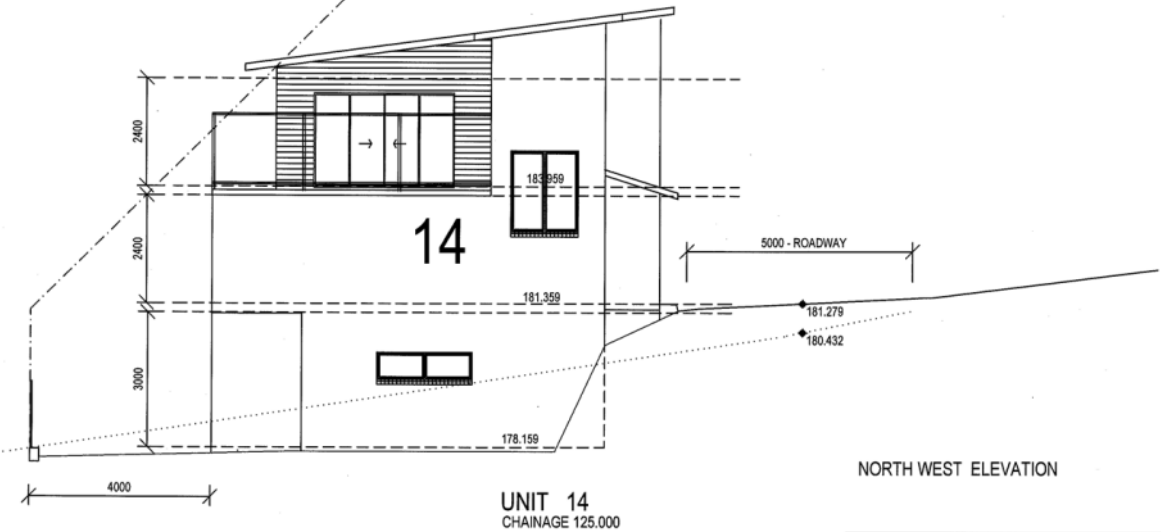 2400
183.959
14
2400
5000 - ROADWAY
181.359
181.279
180.432
3000
178.159
NORTH WEST ELEVATION
4000
UNIT 14
CHAINAGE 125.000